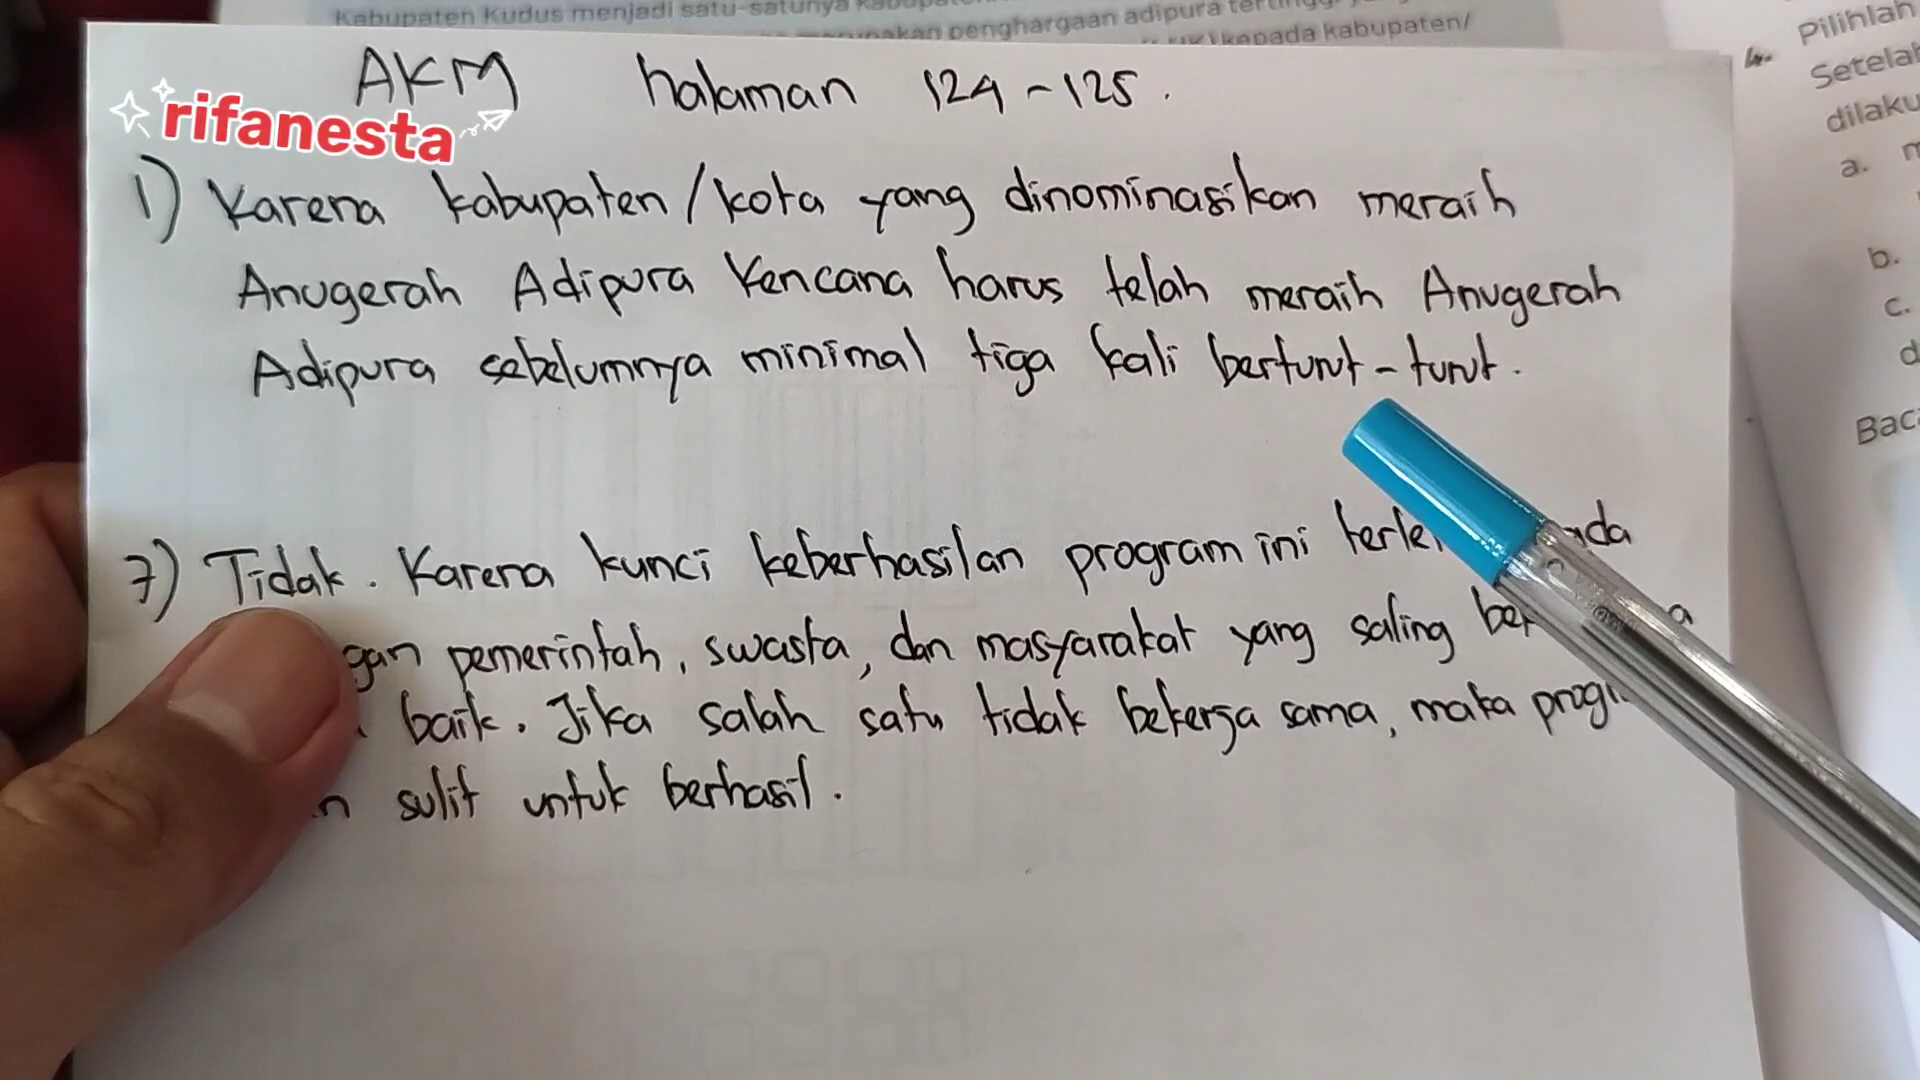 Kabupaten Kudus menjadi satu-satunya
penghargaan adipura
kepada kabupaten/
AKM halaman 124-125.
rifanesta
1) Karena kabupaten/kota yang dinominasikan meraih
Anugerah Adipura Kencana harus telah meraih Anugerah
Adipura sebelumnya minimal tiga kali berturut-turut.
7) Tidak. Karena kunci keberhasilan program ini
pemerintah, swasta, dan masyarakat yang saling
baik. Jika salah satu tidak bekerja sama, maka
sulit untuk berhasil.
Pilihlah
a.
b.
c.